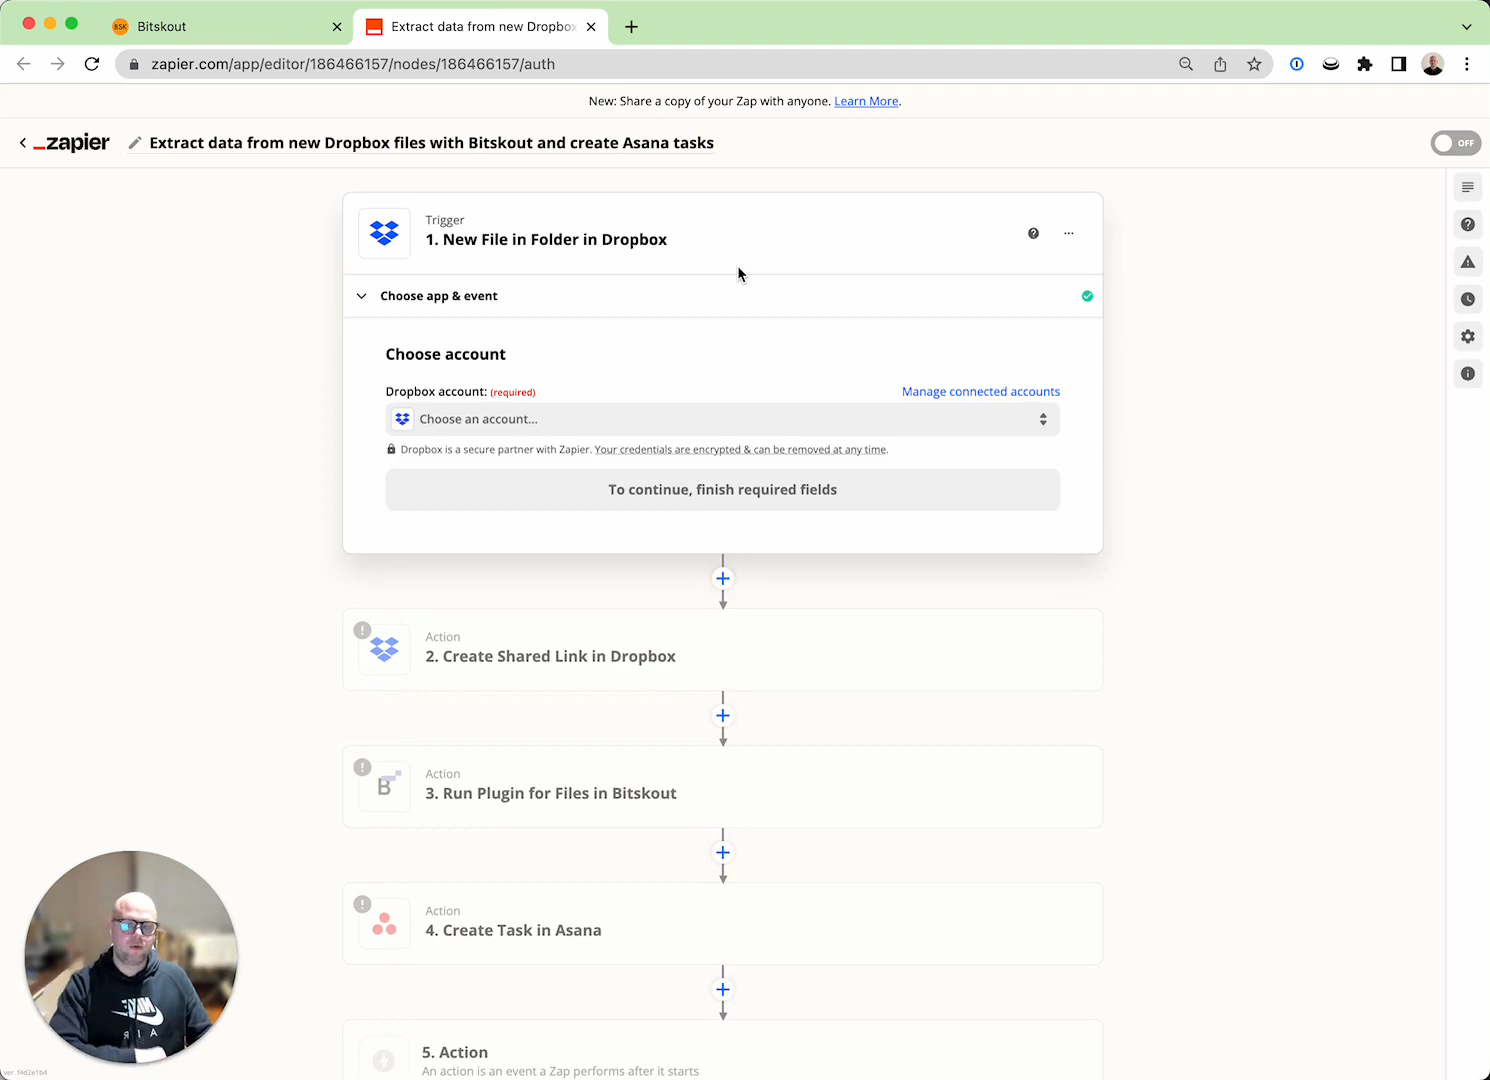 BSK
Bitskout
Extract data from new Dropbox
zapier.com/app/editor/186466157/nodes/186466157/auth
New: Share a copy of your Zap with anyone. Learn More.
zapier
Extract data from new Dropbox files with Bitskout and create Asana tasks
OFF
Trigger
1. New File in Folder in Dropbox
Choose app & event
Choose account
Dropbox account: (required)
Manage connected accounts
Choose an account...
Dropbox is a secure partner with Zapier. Your credentials are encrypted & can be removed at any time.
To continue, finish required fields
Action
2. Create Shared Link in Dropbox
Action
3. Run Plugin for Files in Bitskout
Action
4. Create Task in Asana
5. Action
An action is an event a Zap performs after it starts
ver. f4d2e1b4